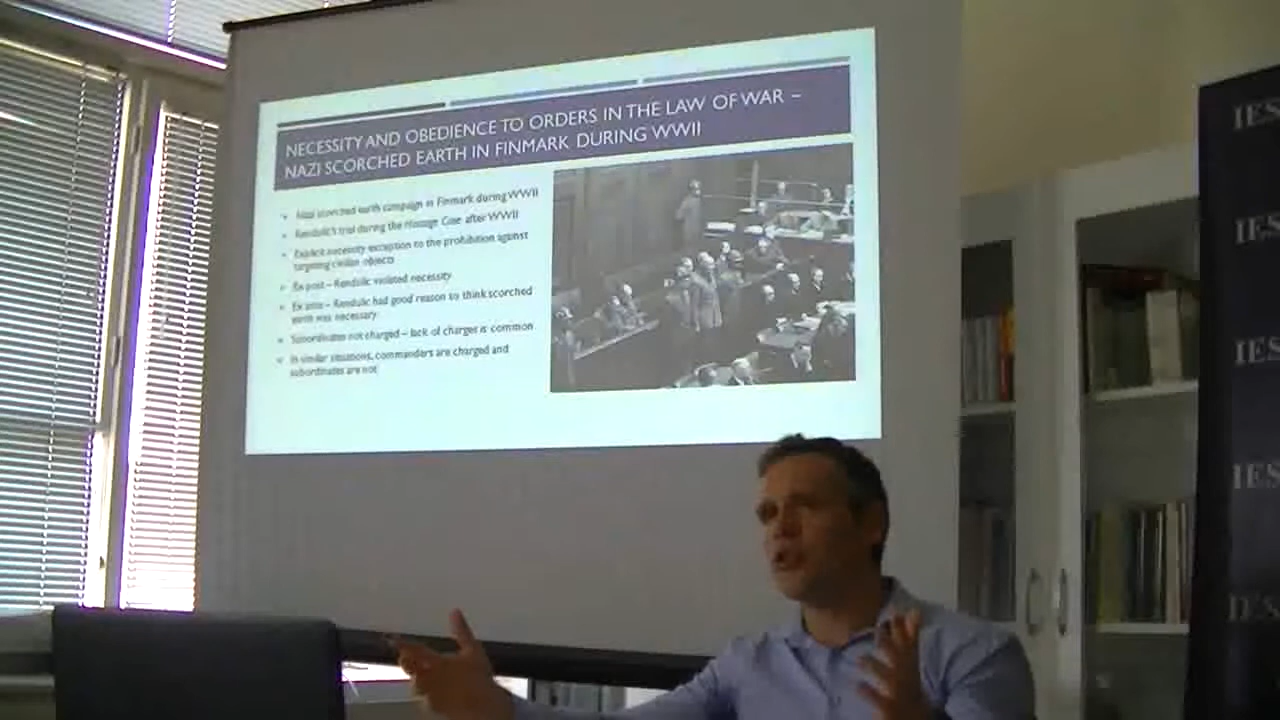 NECESSITY AND OBEDIENCE TO ORDERS IN THE LAW OF WAR –
NAZI SCORCHED EARTH IN FINMARK DURING WWII
Nazi scorched earth campaign in Finmark during WWII
Rendulic's trial during the Hostage Case after WWII
Explicit necessity exception to the prohibition against
targeting civilian objects
Ex post – Rendulic violated necessity
Ex ante – Rendulic had good reason to think scorched
earth was necessary
Subordinates not charged – lack of charges is common
In similar situations, commanders are charged and
subordinates are not
IES
IES
IES
IES
IES